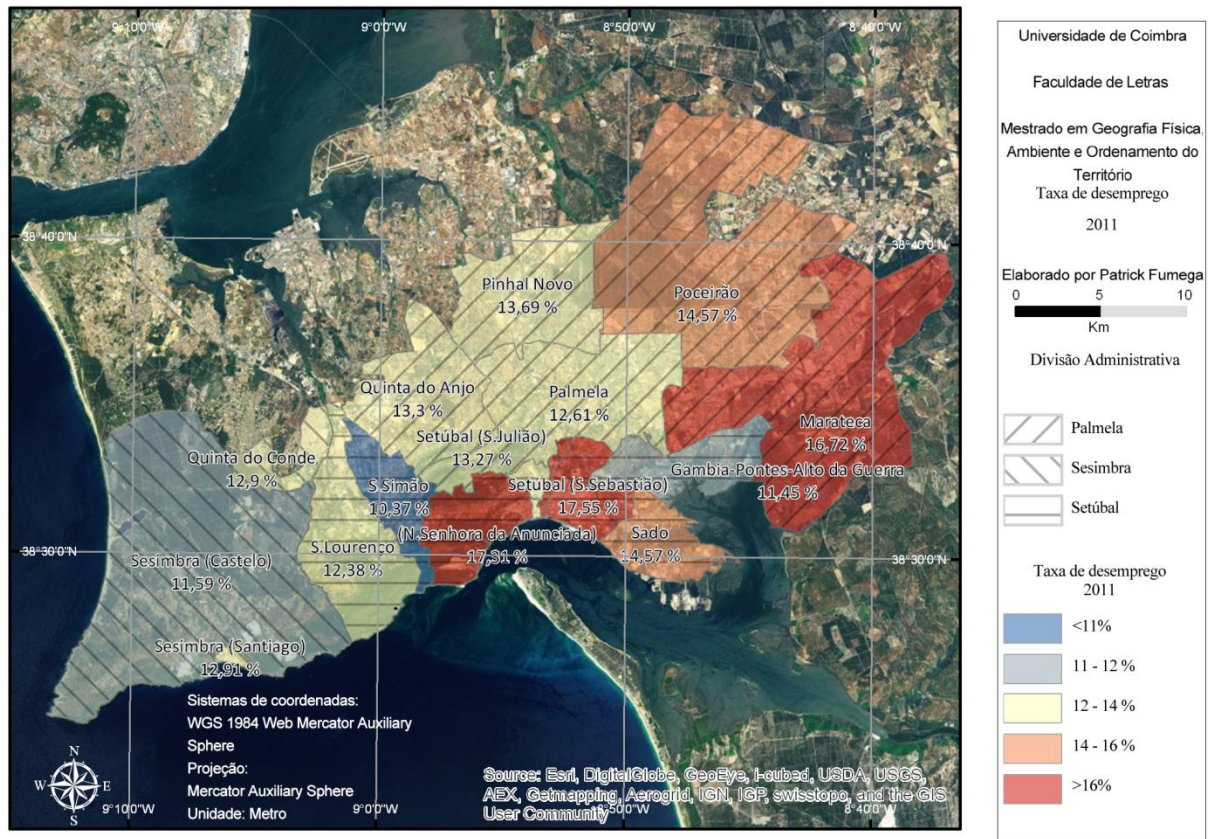 9°10'0"W
9°0'0"W
8°50'0"W
8°40'0"W
38°40'0"N
38°40'0"N
Pinhal Novo
13,69 %
Poceirão
14,57 %
Quinta do Anjo
13,3 %
Palmela
12,61 %
Setúbal (S.Julião)
13,27 %
Marateca
16,72 %
Quinta do Conde
12,9 %
S.Simão
10,37 %
Setúbal (S.Sebastião)
17,55 %
Gambia-Pontes-Alto da Guerra
11,45 %
(N.Senhora da Anunciada)
17,31 %
Sado
14,57 %
38°30'0"N
38°30'0"N
S.Lourenço
12,38 %
Sesimbra (Castelo)
11,59 %
Sesimbra (Santiago)
12,91 %
Sistemas de coordenadas:
WGS 1984 Web Mercator Auxiliary
Sphere
Projeção:
Mercator Auxiliary Sphere
Unidade: Metro
N
W
E
S
Source: Esri, DigitalGlobe, GeoEye, i-cubed, USDA, USGS,
AEX, Getmapping, Aerogrid, IGN, IGP, swisstopo, and the GIS
User Community
9°10'0"W
9°0'0"W
8°50'0"W
8°40'0"W
Universidade de Coimbra
Faculdade de Letras
Mestrado em Geografia Física,
Ambiente e Ordenamento do
Território
Taxa de desemprego
2011
Elaborado por Patrick Fumega
0 5 10
Km
Divisão Administrativa
Palmela
Sesimbra
Setúbal
Taxa de desemprego
2011
<11%
11 - 12 %
12 - 14 %
14 - 16 %
>16%